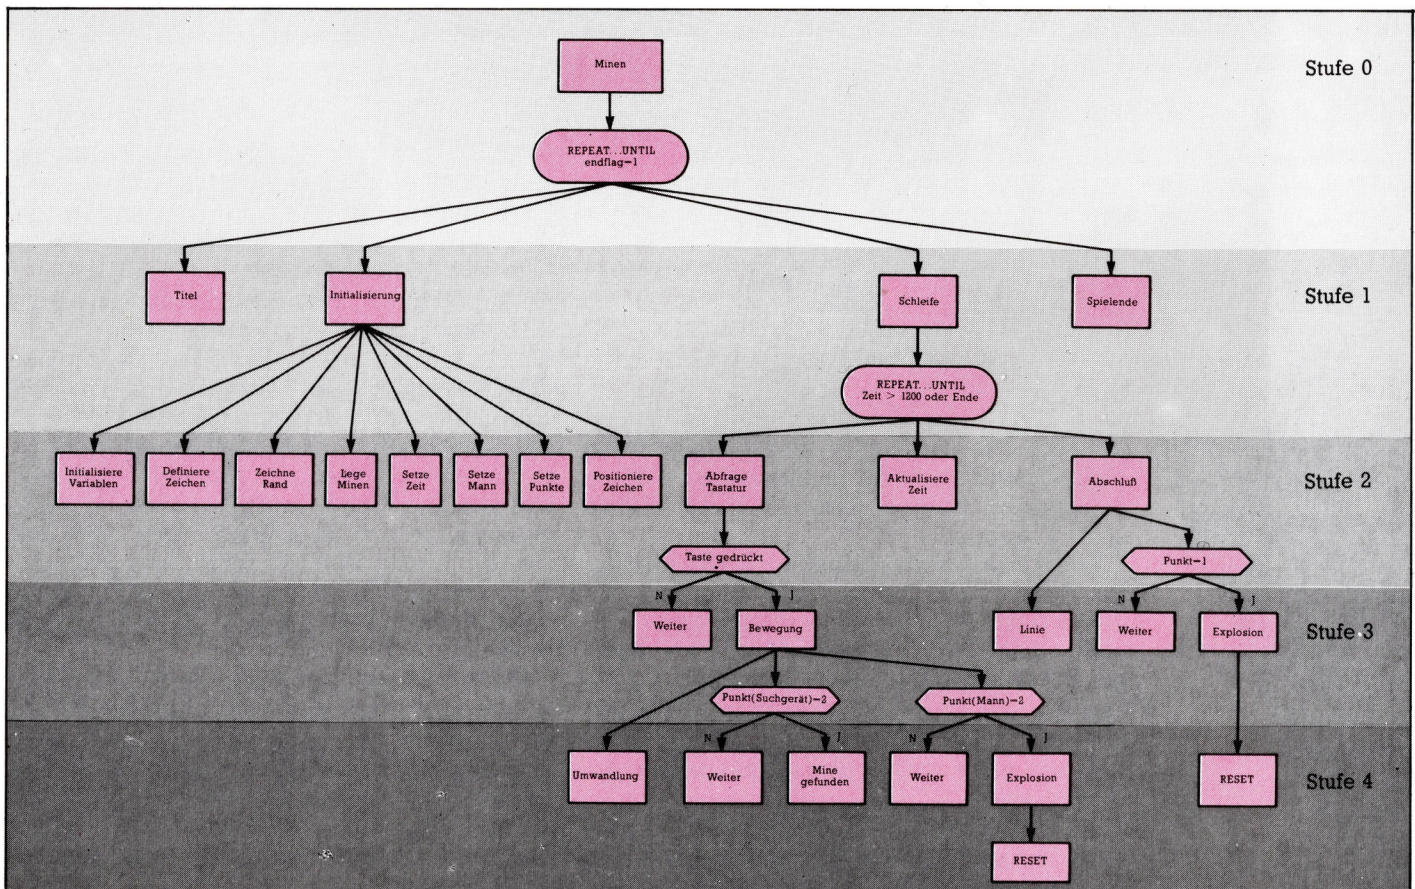 Minen
Stufe 0
REPEAT...UNTIL
endflag=1
Titel
Initialisierung
Schleife
Spielende
Stufe 1
REPEAT...UNTIL
Zeit > 1200 oder Ende
Initialisiere
Variablen
Definiere
Zeichen
Zeichne
Rand
Lege
Minen
Setze
Zeit
Setze
Mann
Setze
Punkte
Positioniere
Zeichen
Abfrage
Tastatur
Aktualisiere
Zeit
Abschluß
Stufe 2
Taste gedrückt
Punkt=1
N
J
N
J
Weiter
Bewegung
Linie
Weiter
Explosion
Stufe 3
Punkt(Suchgerät)=2
Punkt(Mann)=2
N
J
N
J
Umwandlung
Weiter
Mine
gefunden
Weiter
Explosion
RESET
Stufe 4
RESET